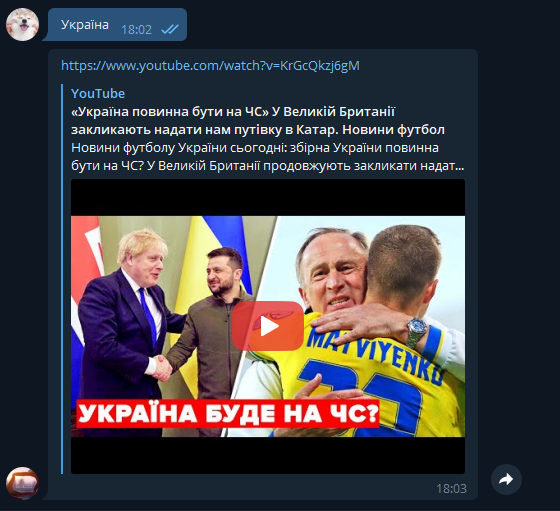 Україна
18:02
https://www.youtube.com/watch?v=KrGcQkzj6gM
YouTube
«Україна повинна бути на ЧС» У Великій Британії
закликають надати нам путівку в Катар. Новини футбол
Новини футболу України сьогодні: збірна України повинна
бути на ЧС? У Великій Британії продовжують закликати надат...
MATVIYENKO
УКРАЇНА БУДЕ НА ЧС?
18:03